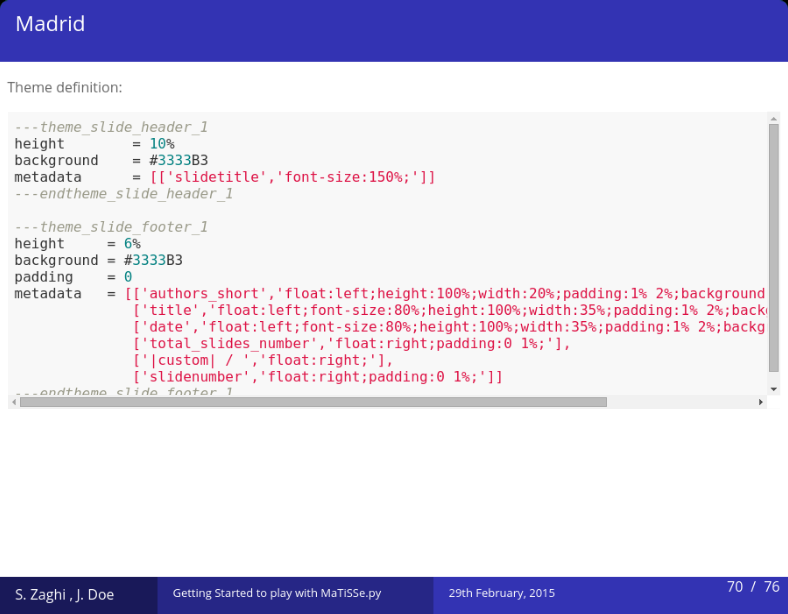 Madrid
Theme definition:
---theme_slide_header_1
height        = 10%
background    = #3333B3
metadata      = [['slidetitle','font-size:150%;']]
---endtheme_slide_header_1
---theme_slide_footer_1
height     = 6%
background = #3333B3
padding    = 0
metadata   = [['authors_short','float:left;height:100%;width:20%;padding:1% 2%;background
              ['title','float:left;font-size:80%;height:100%;width:35%;padding:1% 2%;back
              ['date','float:left;font-size:80%;height:100%;width:35%;padding:1% 2%;backg
              ['total_slides_number','float:right;padding:0 1%;'],
              ['|custom| / ','float:right;'],
              ['slidenumber','float:right;padding:0 1%;']]
---endtheme_slide_footer_1
S. Zaghi , J. Doe
Getting Started to play with MaTiSSe.py
29th February, 2015
70 / 76